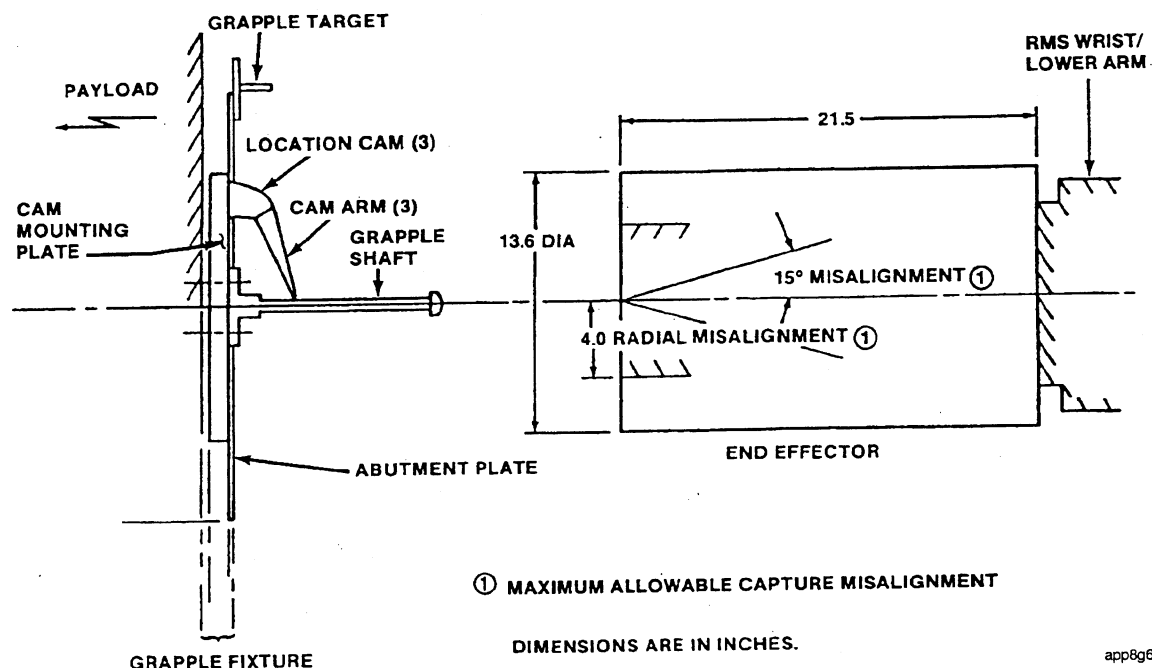 GRAPPLE TARGET
RMS WRIST/
LOWER ARM
PAYLOAD
21.5
LOCATION CAM (3)
CAM
MOUNTING
PLATE
CAM ARM (3)
GRAPPLE
SHAFT
13.6 DIA
15° MISALIGNMENT ①
4.0 RADIAL MISALIGNMENT ①
END EFFECTOR
ABUTMENT PLATE
① MAXIMUM ALLOWABLE CAPTURE MISALIGNMENT
DIMENSIONS ARE IN INCHES.
GRAPPLE FIXTURE
app8g6